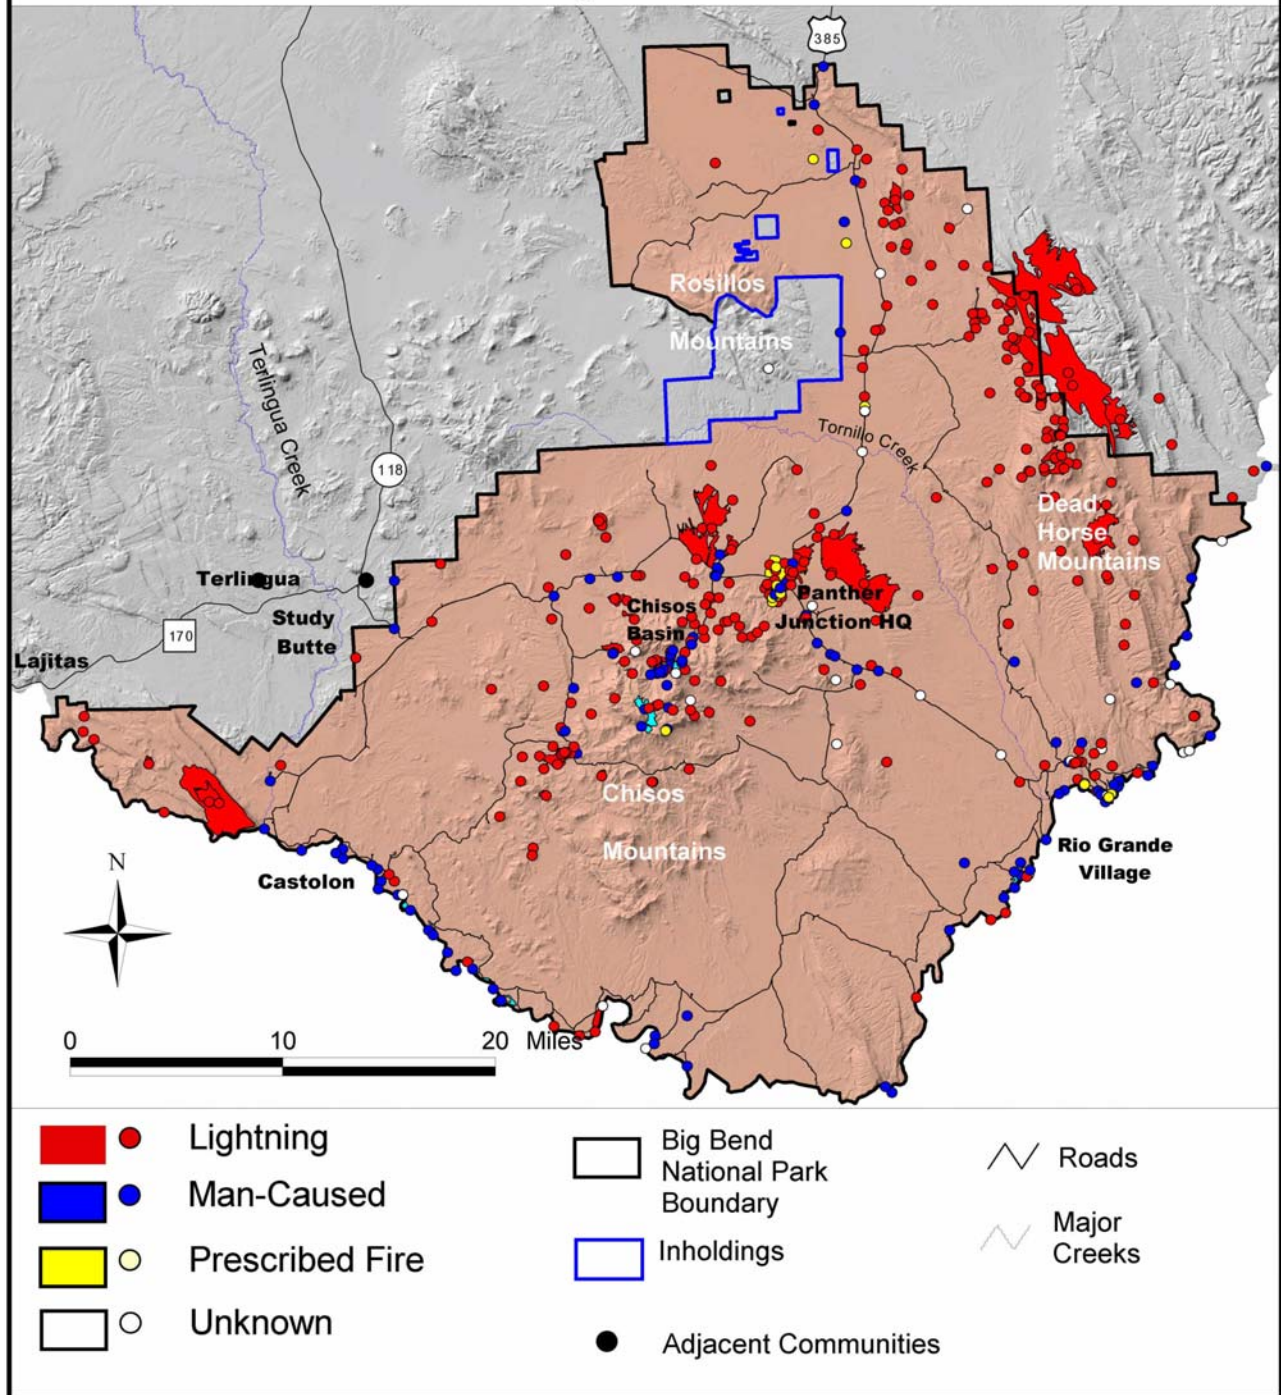 385
Rosillos
Mountains
Terlingua Creek
Tornillo Creek
118
Dead
Horse
Mountains
Terlingua
Study
Butte
170
Lajitas
Chisos
Basin
Panther
Junction HQ
Chisos
Mountains
Castolon
Rio Grande
Village
N
0 10 20 Miles
Lightning
Man-Caused
Prescribed Fire
Unknown
Big Bend
National Park
Boundary
Inholdings
Adjacent Communities
Roads
Major
Creeks